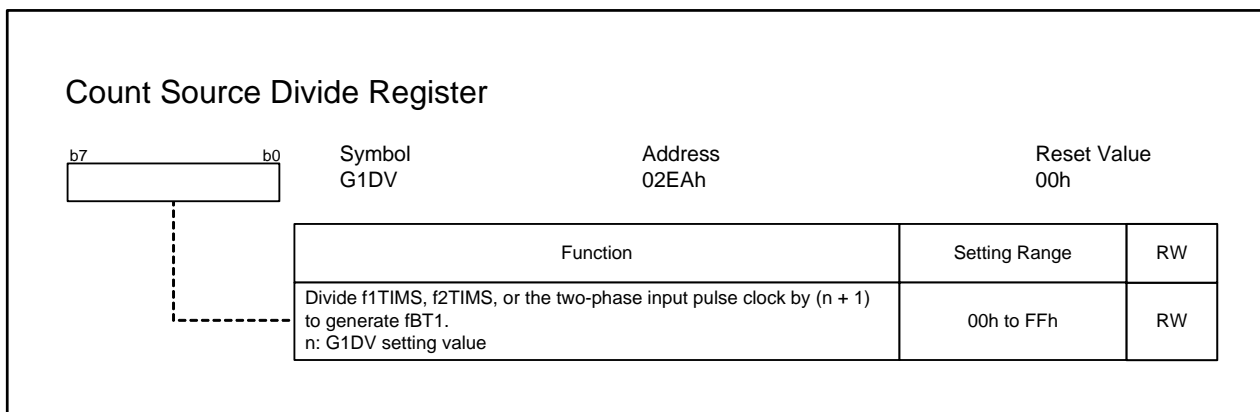 Count Source Divide Register
b7 b0 Symbol Address Reset Value
G1DV 02EAh 00h
Function Setting Range RW
Divide f1TIMS, f2TIMS, or the two-phase input pulse clock by (n + 1)
to generate fBT1.
n: G1DV setting value
00h to FFh RW